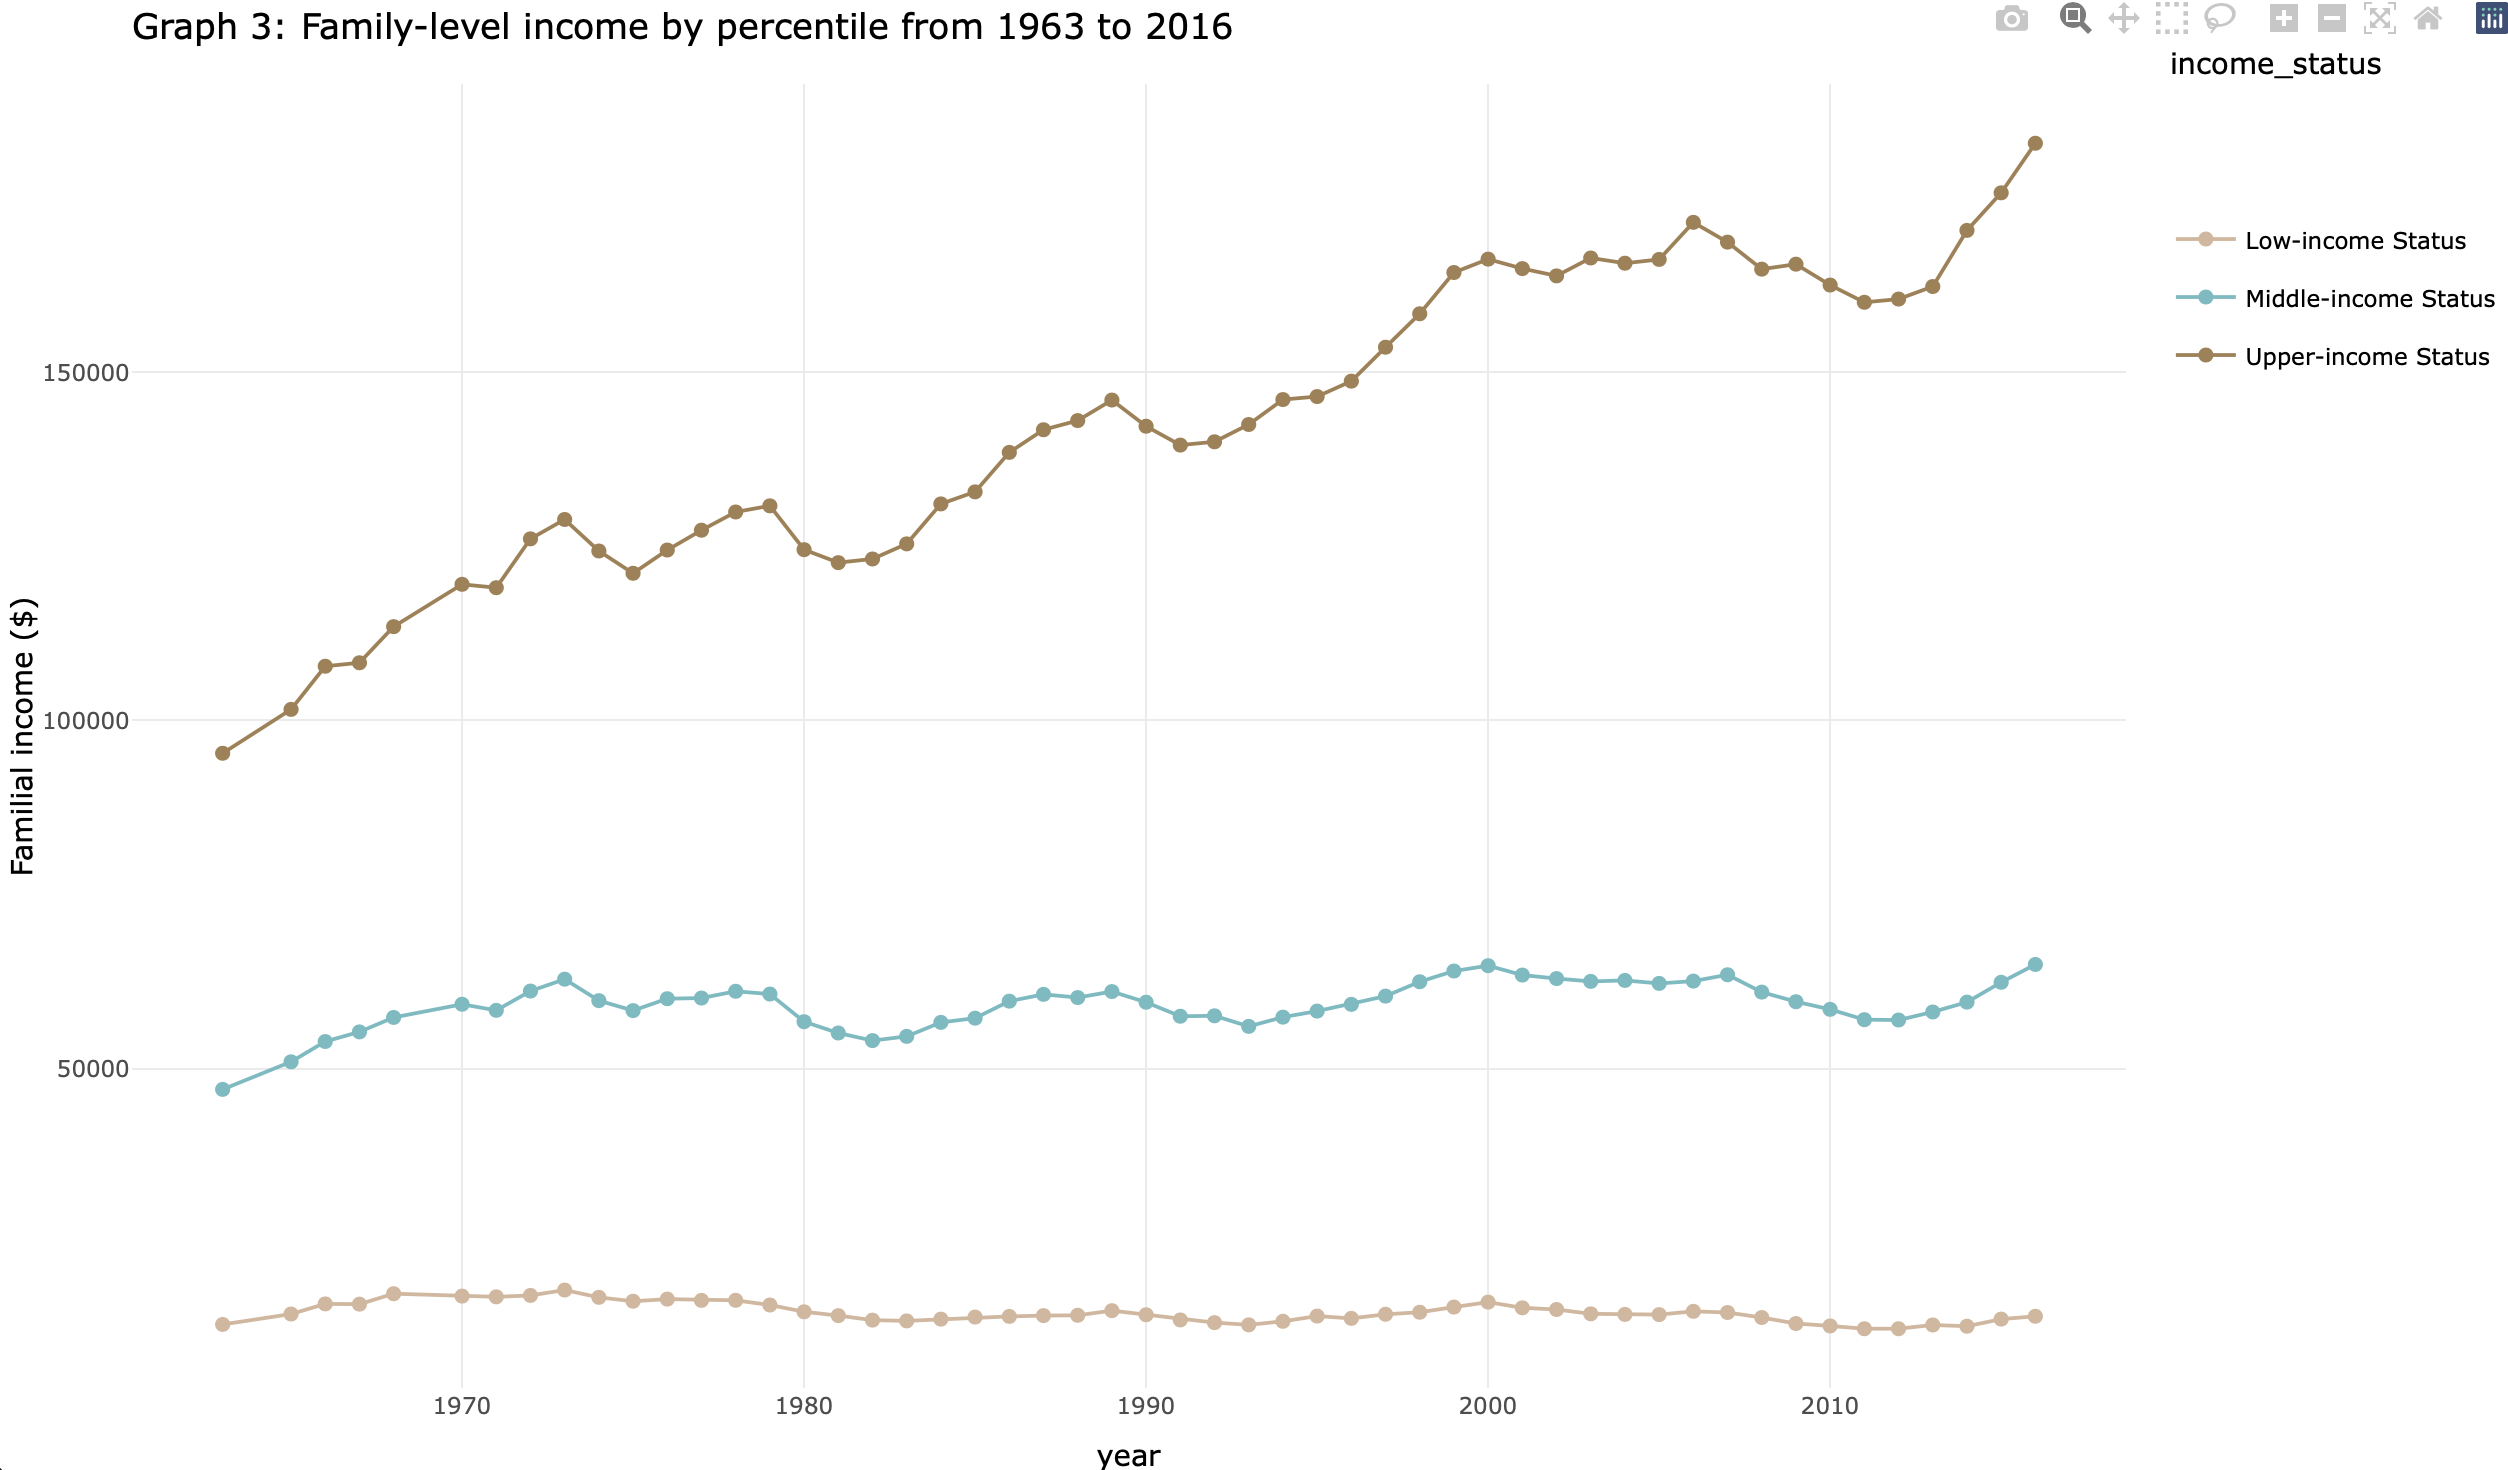 Graph 3: Family-level income by percentile from 1963 to 2016
income_status
Low-income Status
Middle-income Status
Upper-income Status
Familial income ($)
150000
100000
50000
1970
1980
1990
2000
2010
year